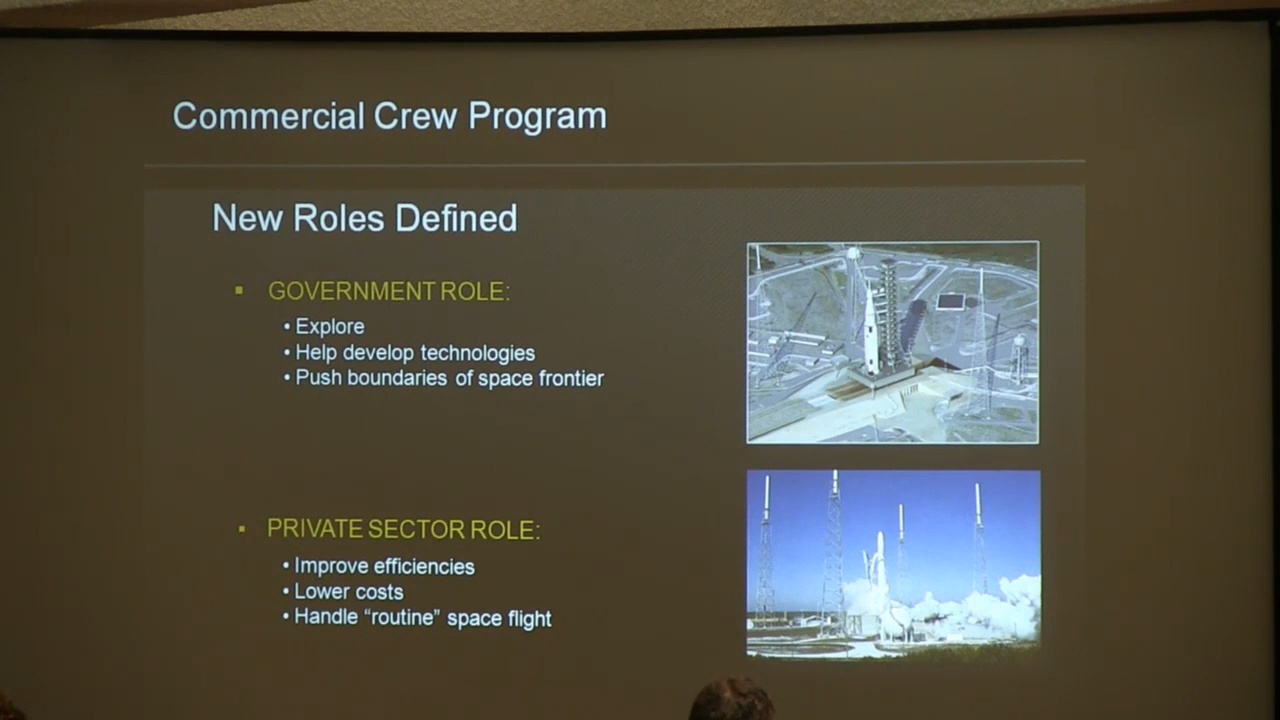 Commercial Crew Program
New Roles Defined
▪ GOVERNMENT ROLE:
• Explore
• Help develop technologies
• Push boundaries of space frontier
▪ PRIVATE SECTOR ROLE:
• Improve efficiencies
• Lower costs
• Handle “routine” space flight